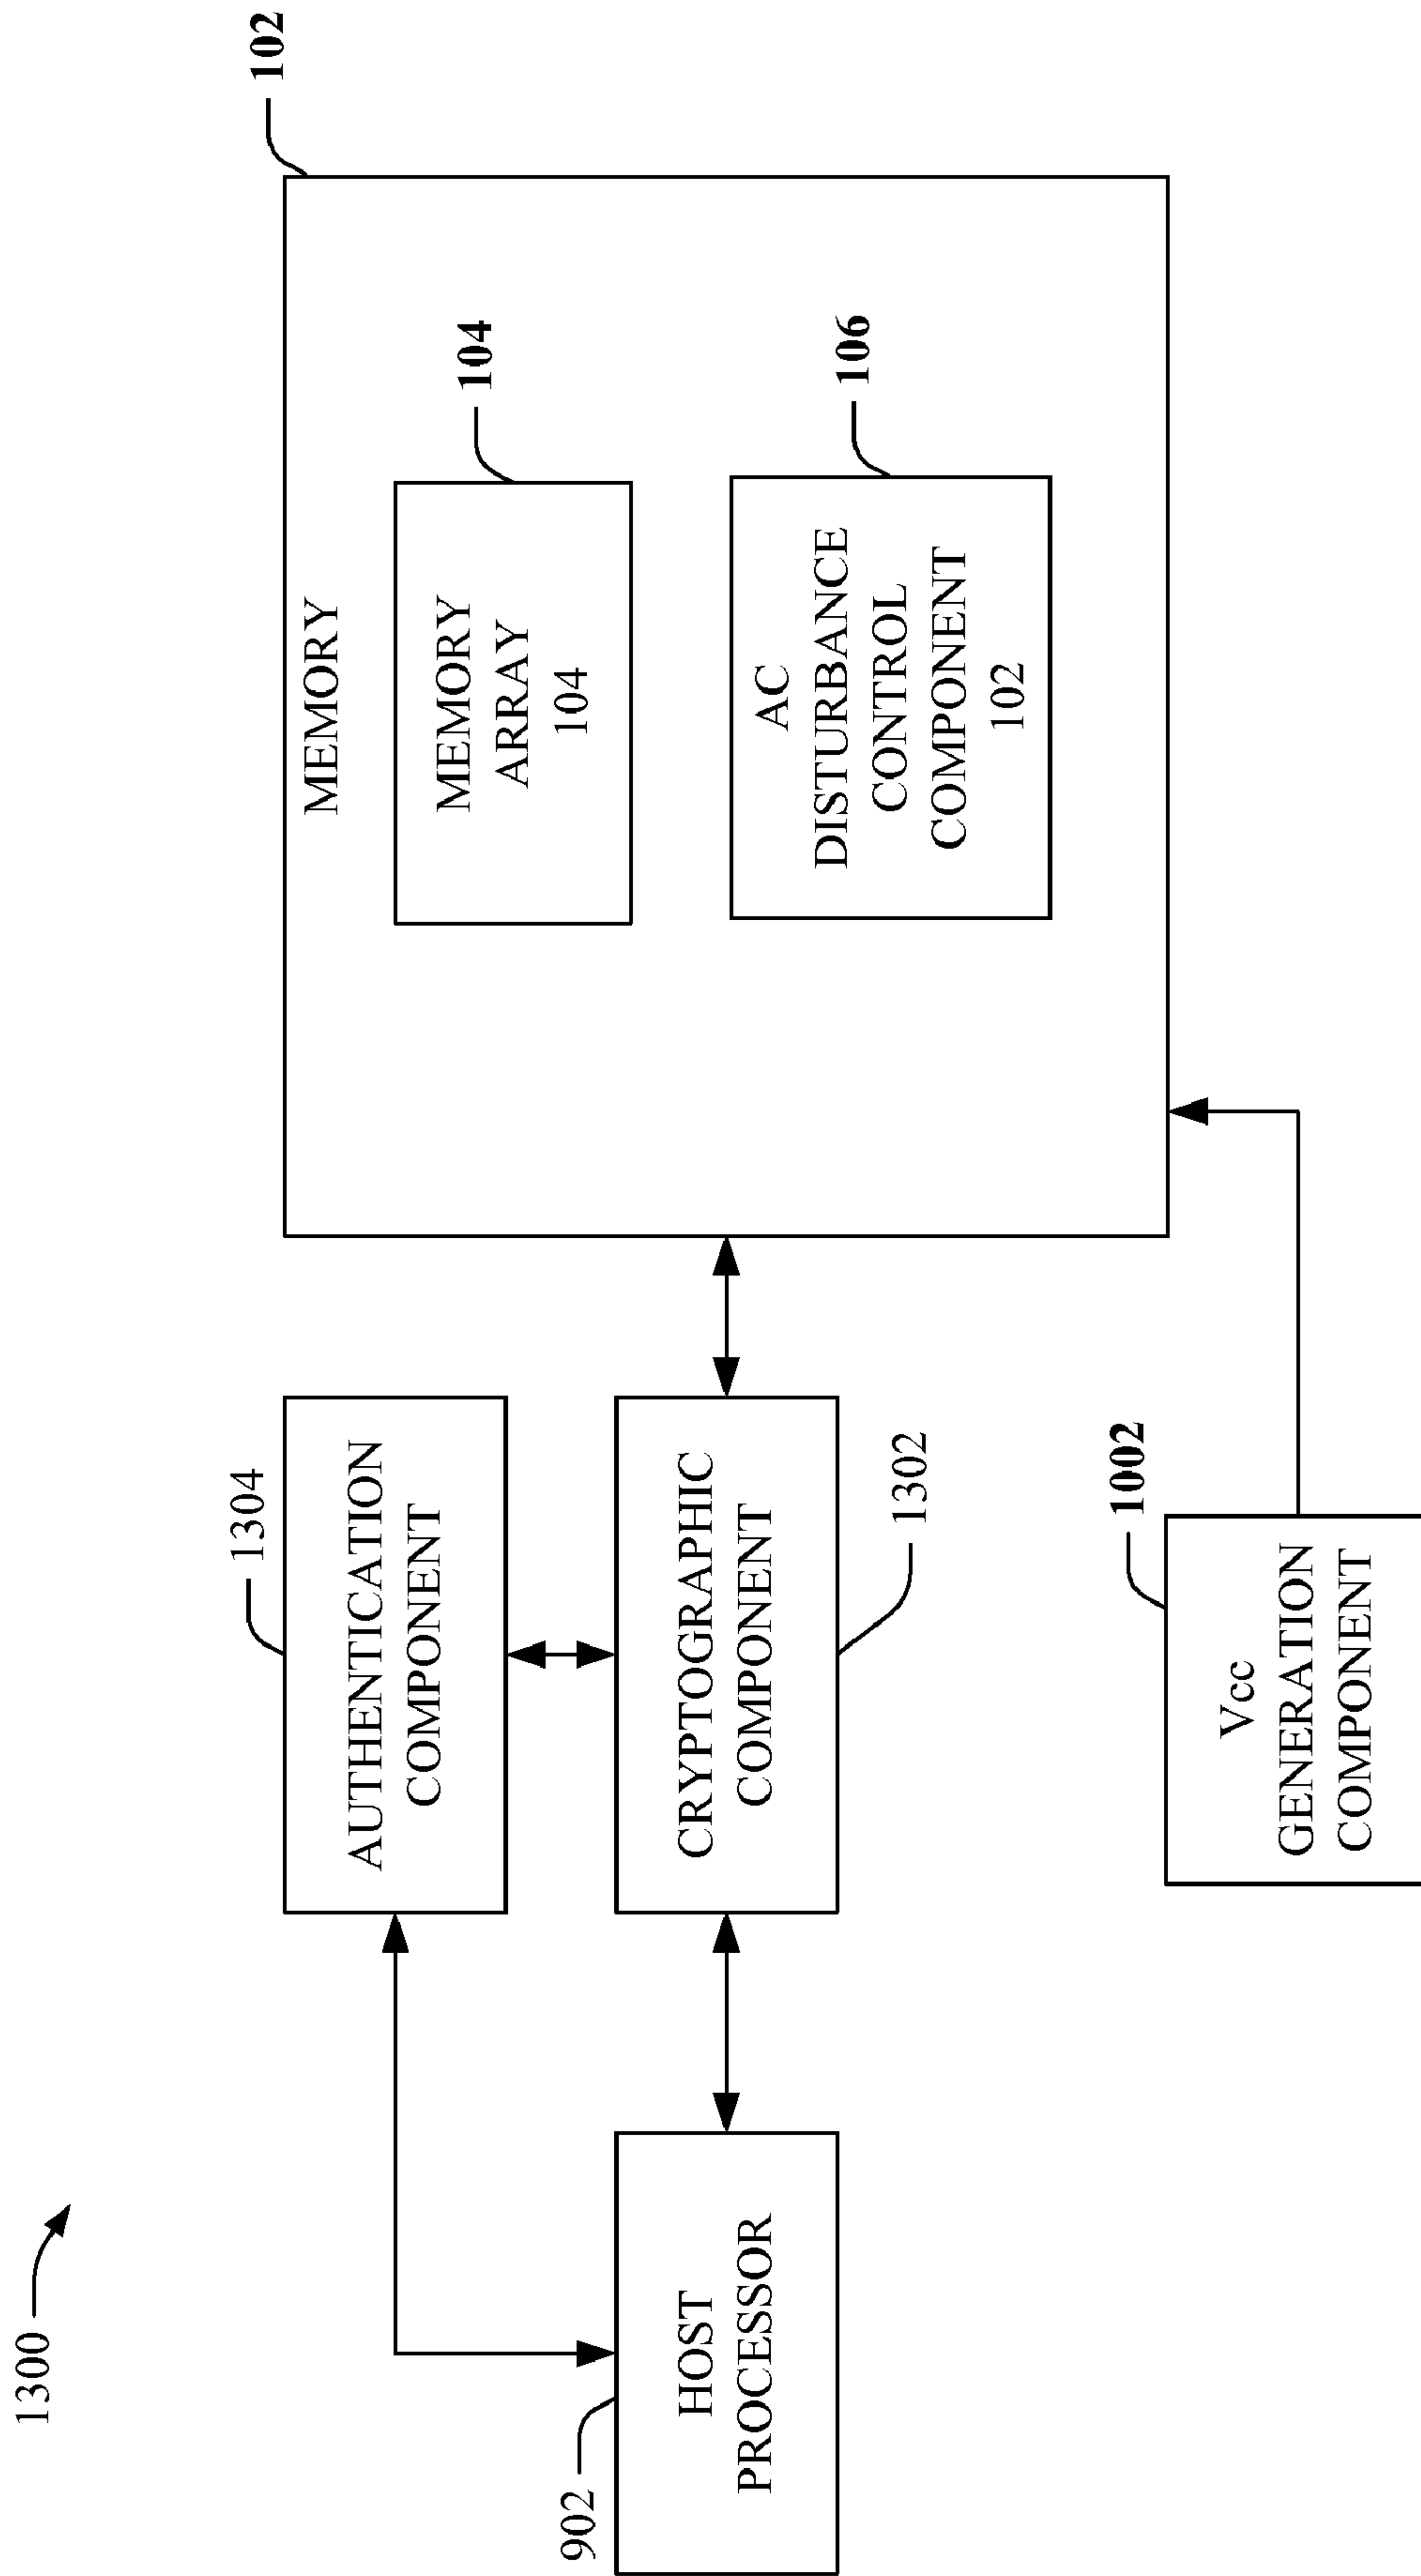 1300
902
HOST
PROCESSOR
1304
AUTHENTICATION
COMPONENT
CRYPTOGRAPHIC
COMPONENT
1302
1002
Vcc
GENERATION
COMPONENT
102
MEMORY
104
MEMORY
ARRAY
104
106
AC
DISTURBANCE
CONTROL
COMPONENT
102